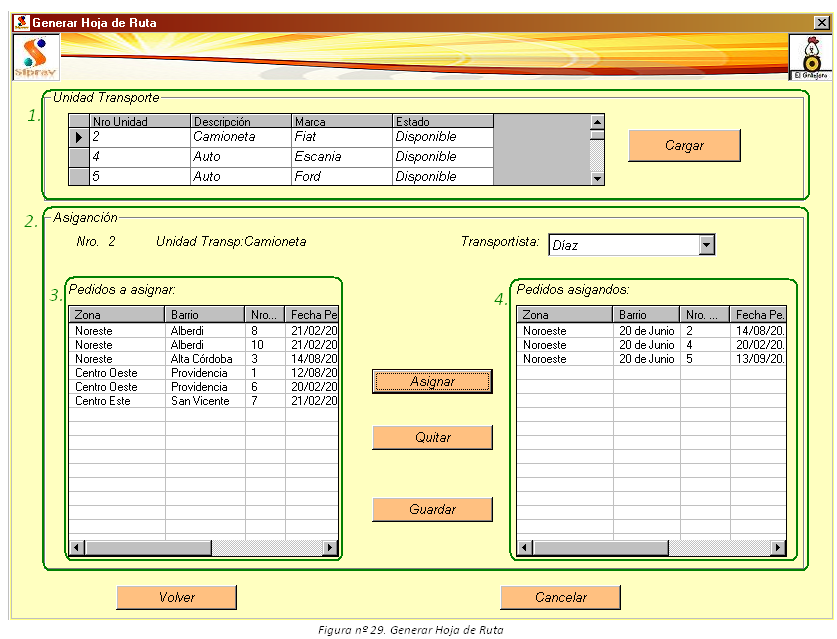 Generar Hoja de Ruta
Siprav
El Gallejero
1.
Unidad Transporte
Nro Unidad Descripción Marca Estado
2 Camioneta Fiat Disponible
4 Auto Escania Disponible
5 Auto Ford Disponible
Cargar
2.
Asigancíón
Nro. 2 Unidad Transp:Camioneta Transportista: Díaz
3.
Pedidos a asignar:
Zona Barrio Nro... Fecha Pe
Noreste Alberdi 8 21/02/20
Noreste Alberdi 10 21/02/20
Noreste Alta Córdoba 3 14/08/20
Centro Oeste Providencia 1 12/08/20
Centro Oeste Providencia 6 20/02/20
Centro Este San Vicente 7 21/02/20
Asignar
Quitar
Guardar
4.
Pedidos asigandos:
Zona Barrio Nro. ... Fecha Pe.
Noroeste 20 de Junio 2 14/08/20.
Noroeste 20 de Junio 4 20/02/20.
Noroeste 20 de Junio 5 13/09/20.
Volver Cancelar
Figura nº 29. Generar Hoja de Ruta